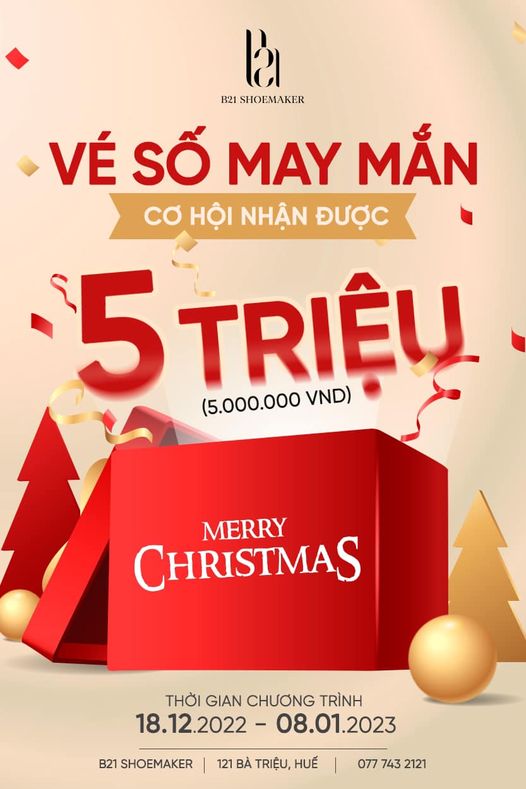 b21
B21 SHOEMAKER
VÉ SỐ MAY MẮN
CƠ HỘI NHẬN ĐƯỢC
5 TRIỆU
(5.000.000 VND)
MERRY
CHRISTMAS
THỜI GIAN CHƯƠNG TRÌNH
18.12.2022 – 08.01.2023
B21 SHOEMAKER | 121 BÀ TRIỆU, HUẾ | 077 743 2121